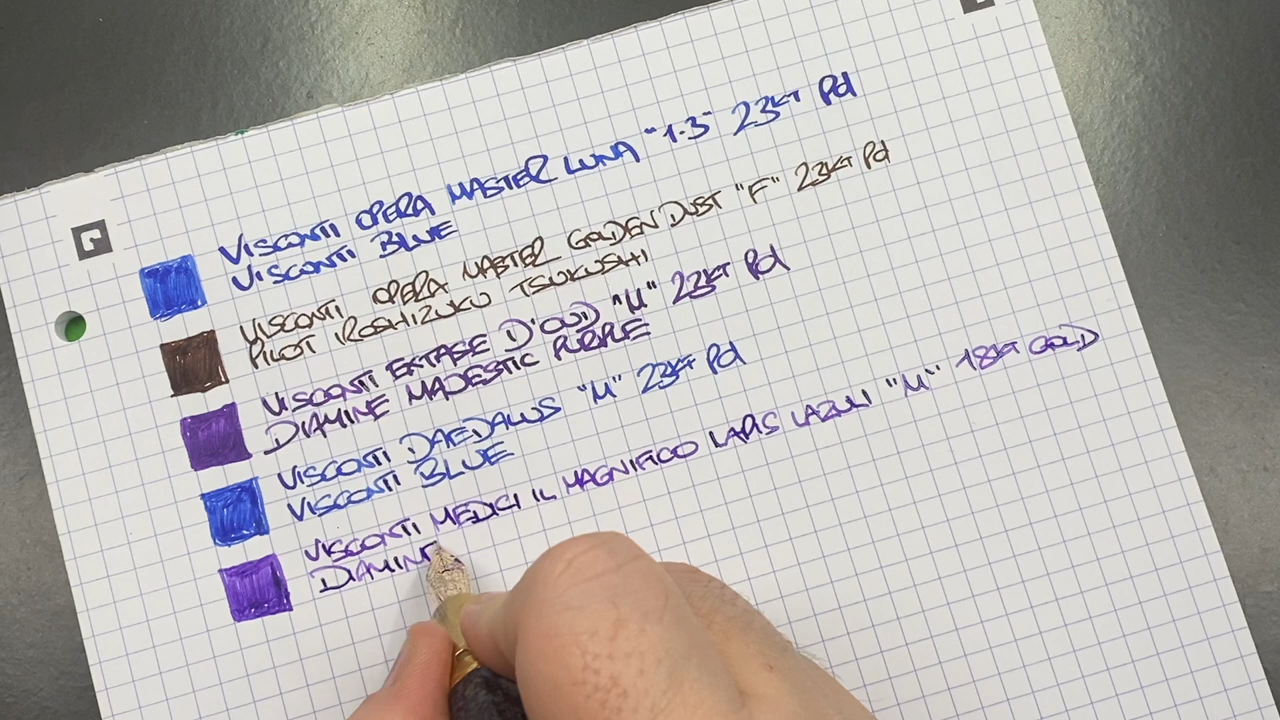 VISCONTI OPERA MASTER LUNA "1.3" 23KT Pd
VISCONTI BLUE
VISCONTI OPERA MASTER GOLDEN DUST "F" 23KT Pd
PILOT IROSHIZUKU TSUKUSHI
VISCONTI EXTASE D'OUD "M" 23KT Pd
DIAMINE MAJESTIC PURPLE
VISCONTI DAEDALUS "M" 23KT Pd
VISCONTI BLUE
VISCONTI MEDICI IL MAGNIFICO LAPIS LAZULI "M" 18KT GOLD
DIAMINE